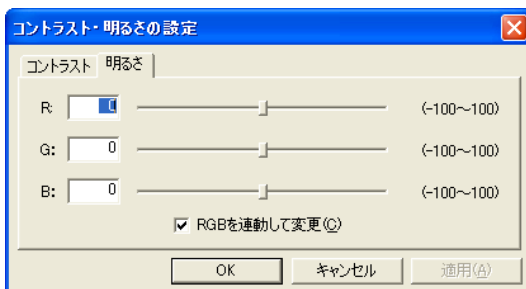 コントラスト・明るさの設定
コントラスト 明るさ
R: 0 (-100～100)
G: 0 (-100～100)
B: 0 (-100～100)
RGBを連動して変更(C)
OK キャンセル 適用(A)